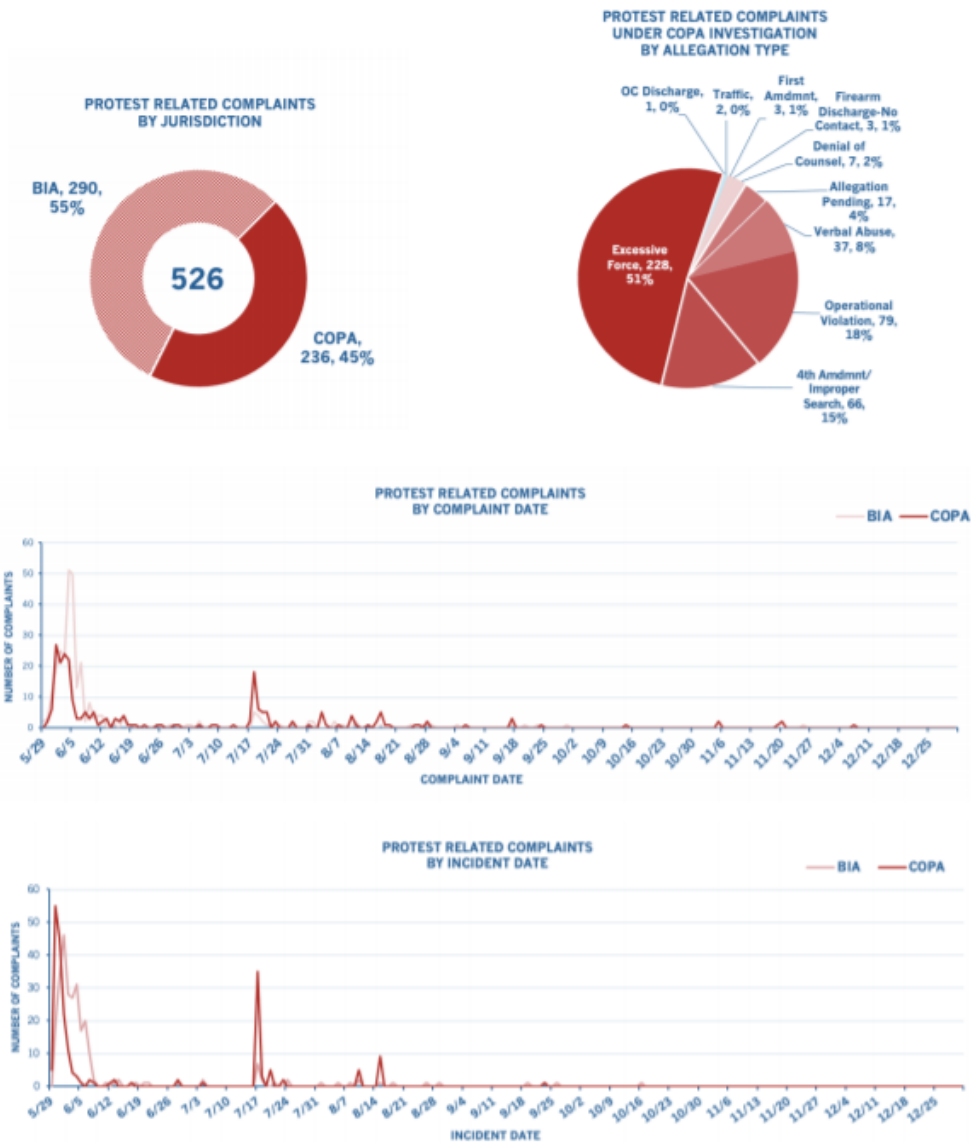 PROTEST RELATED COMPLAINTS
BY JURISDICTION
BIA, 290,
55%
526
COPA,
236, 45%
PROTEST RELATED COMPLAINTS
UNDER COPA INVESTIGATION
BY ALLEGATION TYPE
OC Discharge,
1, 0%
Traffic,
2, 0%
First
Amdmnt,
3, 1%
Firearm
Discharge-No
Contact, 3, 1%
Denial of
Counsel, 7, 2%
Allegation
Pending, 17,
4%
Verbal Abuse,
37, 8%
Excessive
Force, 228,
51%
Operational
Violation, 79,
18%
4th Amdmnt/
Improper
Search, 66,
15%
PROTEST RELATED COMPLAINTS
BY COMPLAINT DATE
BIA COPA
NUMBER OF COMPLAINTS
60
50
40
30
20
10
0
5/29 6/5 6/12 6/19 6/26 7/3 7/10 7/17 7/24 7/31 8/7 8/14 8/21 8/28 9/4 9/11 9/18 9/25 10/2 10/9 10/16 10/23 10/30 11/6 11/13 11/20 11/27 12/4 12/11 12/18 12/25
COMPLAINT DATE
PROTEST RELATED COMPLAINTS
BY INCIDENT DATE
BIA COPA
NUMBER OF COMPLAINTS
60
50
40
30
20
10
0
5/29 6/5 6/12 6/19 6/26 7/3 7/10 7/17 7/24 7/31 8/7 8/14 8/21 8/28 9/4 9/11 9/18 9/25 10/2 10/9 10/16 10/23 10/30 11/6 11/13 11/20 11/27 12/4 12/11 12/18 12/25
INCIDENT DATE